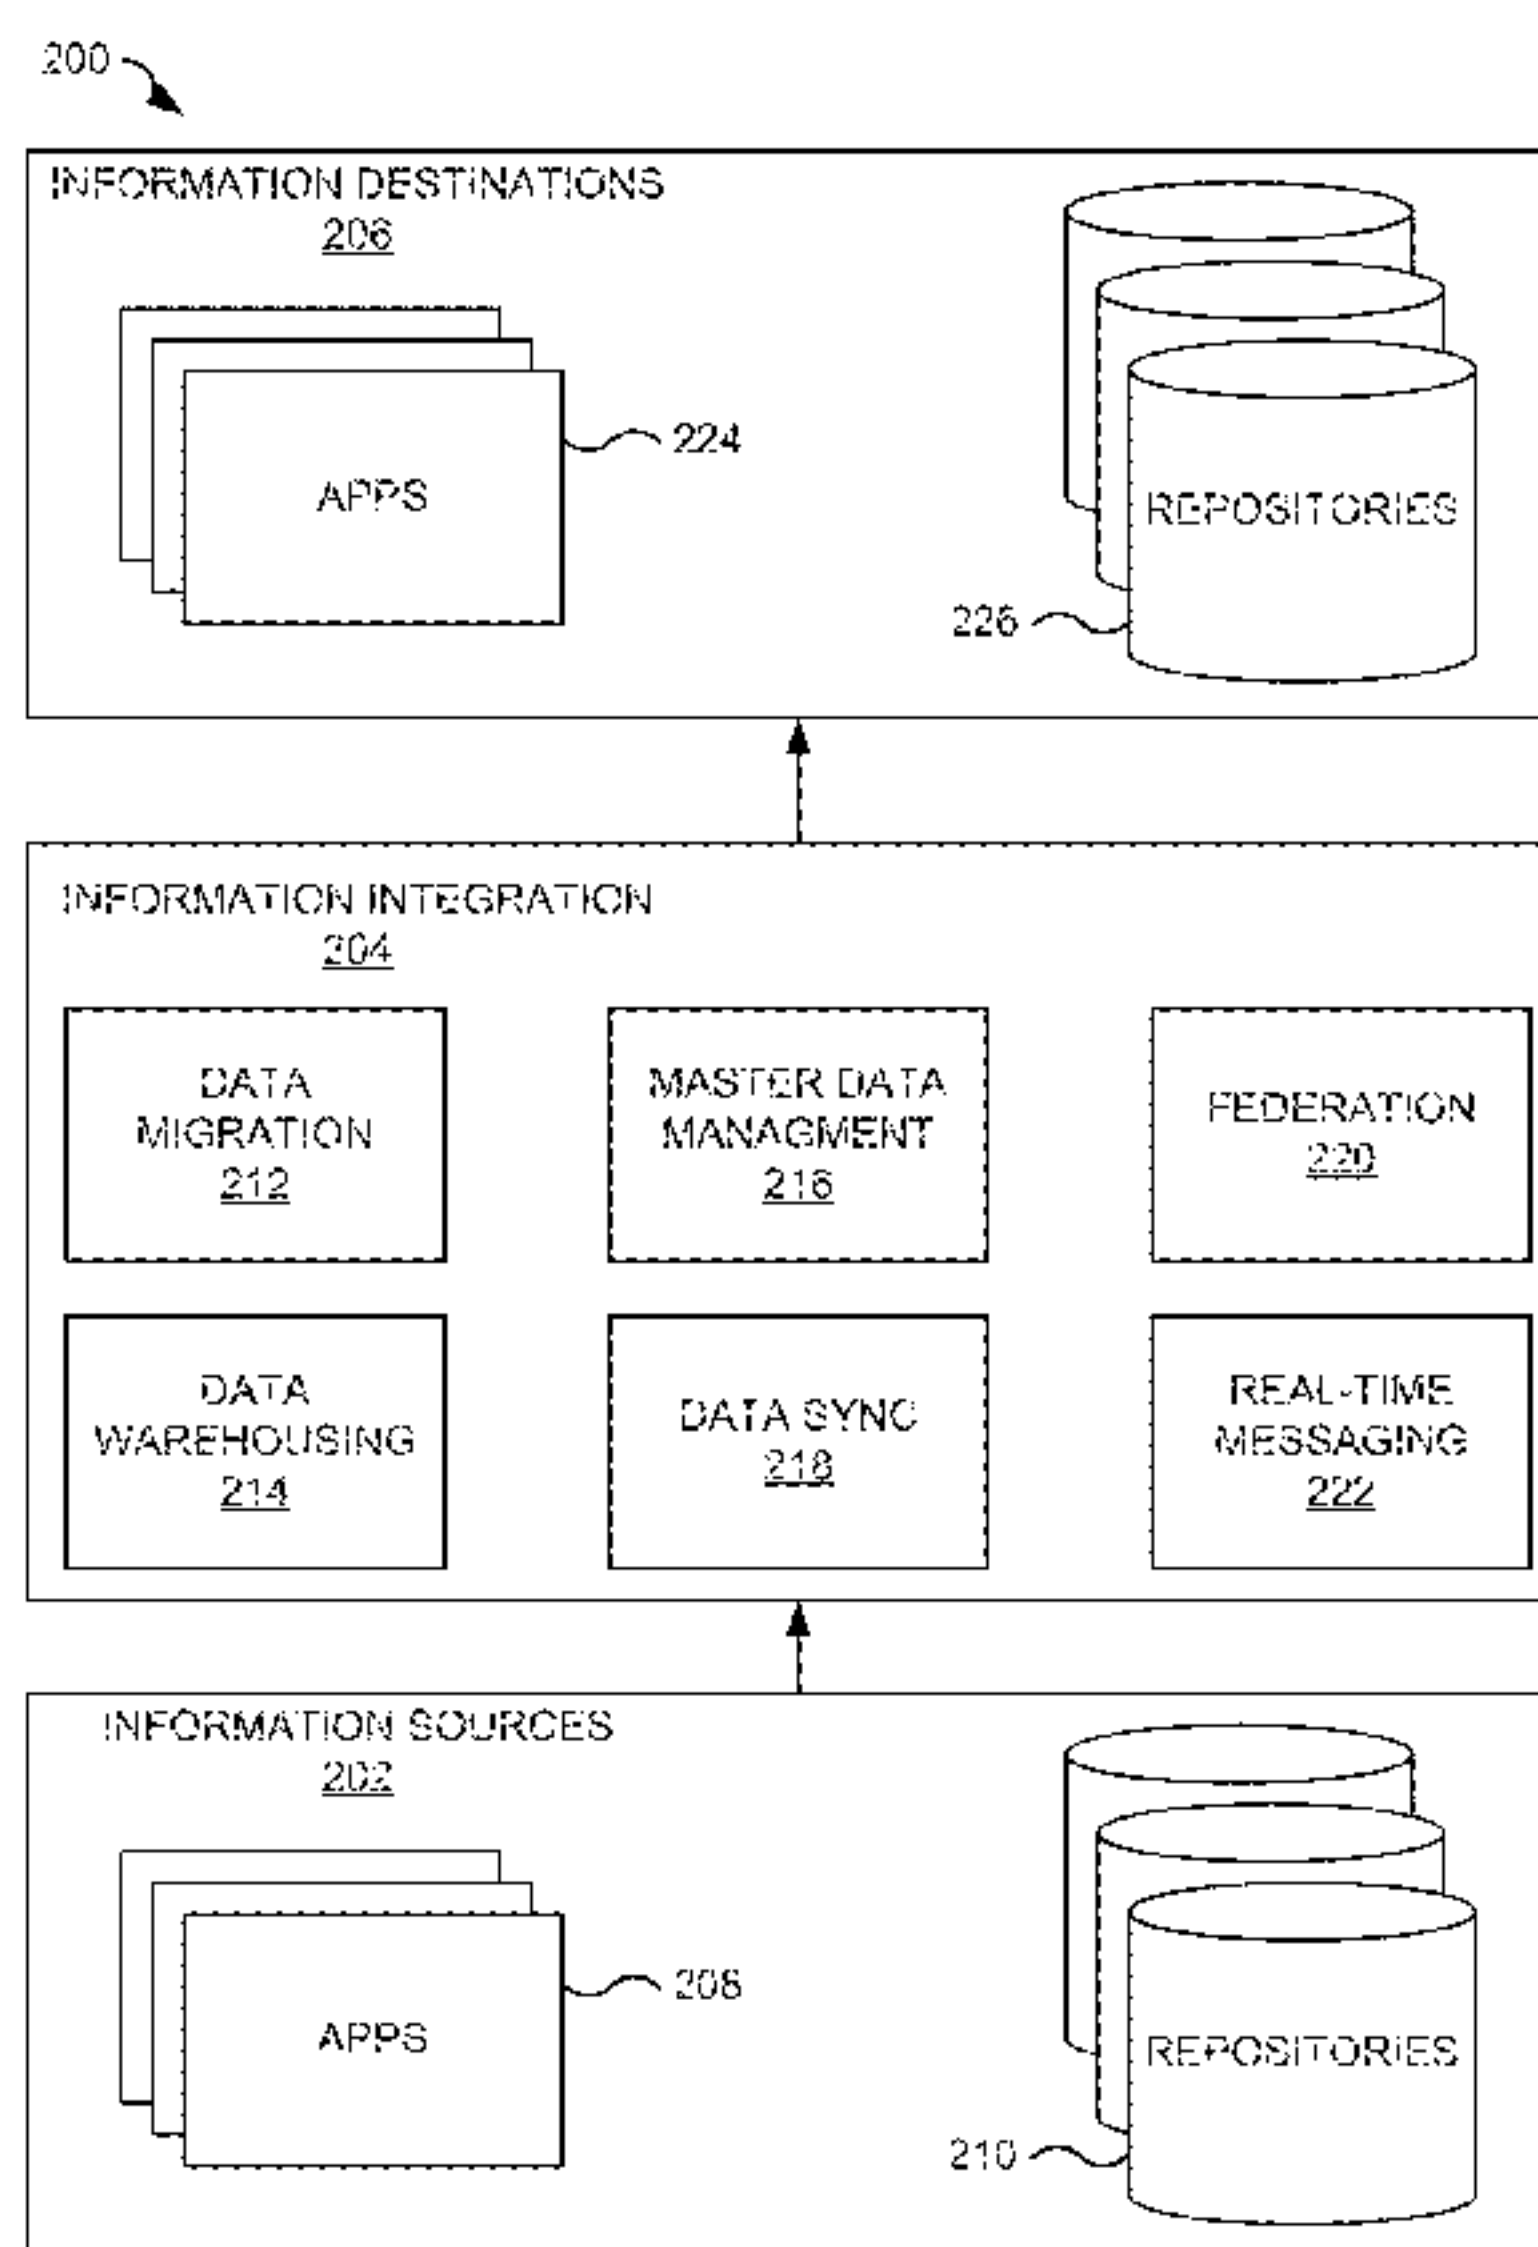 200
INFORMATION DESTINATIONS
206
APPS
224
REPOSITORIES
226
INFORMATION INTEGRATION
204
DATA
MIGRATION
212
MASTER DATA
MANAGMENT
216
FEDERATION
220
DATA
WAREHOUSING
214
DATA SYNC
218
REAL-TIME
MESSAGING
222
INFORMATION SOURCES
202
APPS
208
REPOSITORIES
210